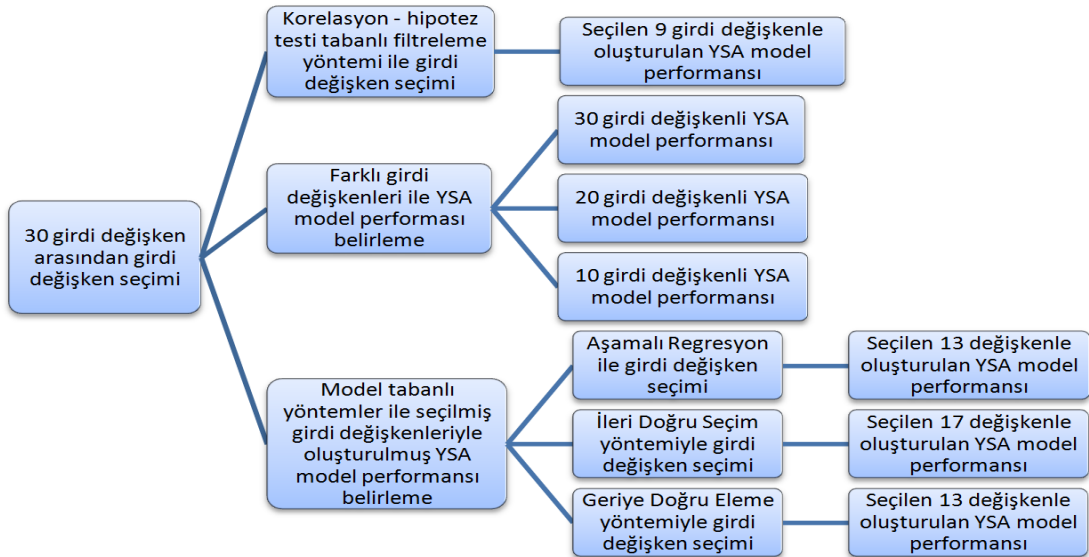 30 girdi değişken
arasından girdi
değişken seçimi
Korelasyon - hipotez
testi tabanlı filtreleme
yöntemi ile girdi
değişken seçimi
Seçilen 9 girdi değişkenle
oluşturulan YSA model
performansı
Farklı girdi
değişkenleri ile YSA
model performası
belirleme
30 girdi değişkenli YSA
model performansı
20 girdi değişkenli YSA
model performansı
10 girdi değişkenli YSA
model performansı
Model tabanlı
yöntemler ile seçilmiş
girdi değişkenleriyle
oluşturulmuş YSA
model performansı
belirleme
Aşamalı Regresyon
ile girdi değişken
seçimi
Seçilen 13 değişkenle
oluşturulan YSA model
performansı
İleri Doğru Seçim
yöntemiyle girdi
değişken seçimi
Seçilen 17 değişkenle
oluşturulan YSA model
performansı
Geriye Doğru Eleme
yöntemiyle girdi
değişken seçimi
Seçilen 13 değişkenle
oluşturulan YSA model
performansı